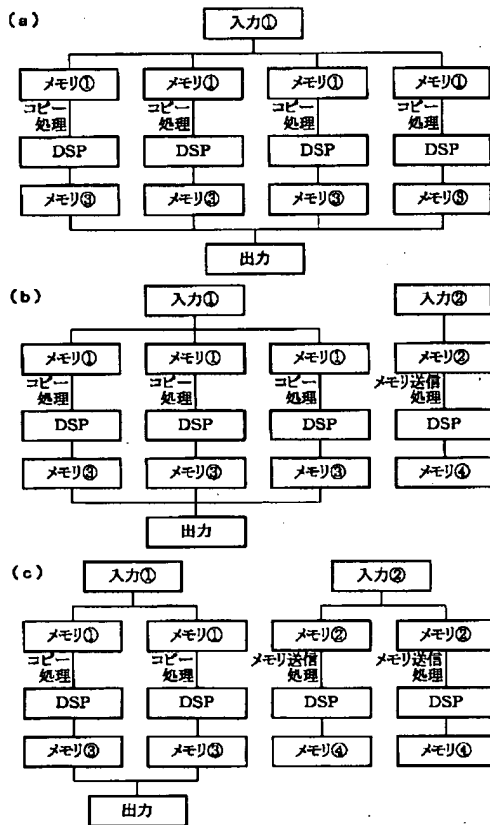 (a)
入力①
メモリ① メモリ① メモリ① メモリ①
コピー処理 コピー処理 コピー処理 コピー処理
DSP DSP DSP DSP
メモリ③ メモリ③ メモリ③ メモリ③
出力
(b)
入力① 入力②
メモリ① メモリ① メモリ① メモリ②
コピー処理 コピー処理 コピー処理 メモリ送信処理
DSP DSP DSP DSP
メモリ③ メモリ③ メモリ③ メモリ④
出力
(c)
入力① 入力②
メモリ① メモリ① メモリ② メモリ②
コピー処理 コピー処理 メモリ送信処理 メモリ送信処理
DSP DSP DSP DSP
メモリ③ メモリ③ メモリ④ メモリ④
出力